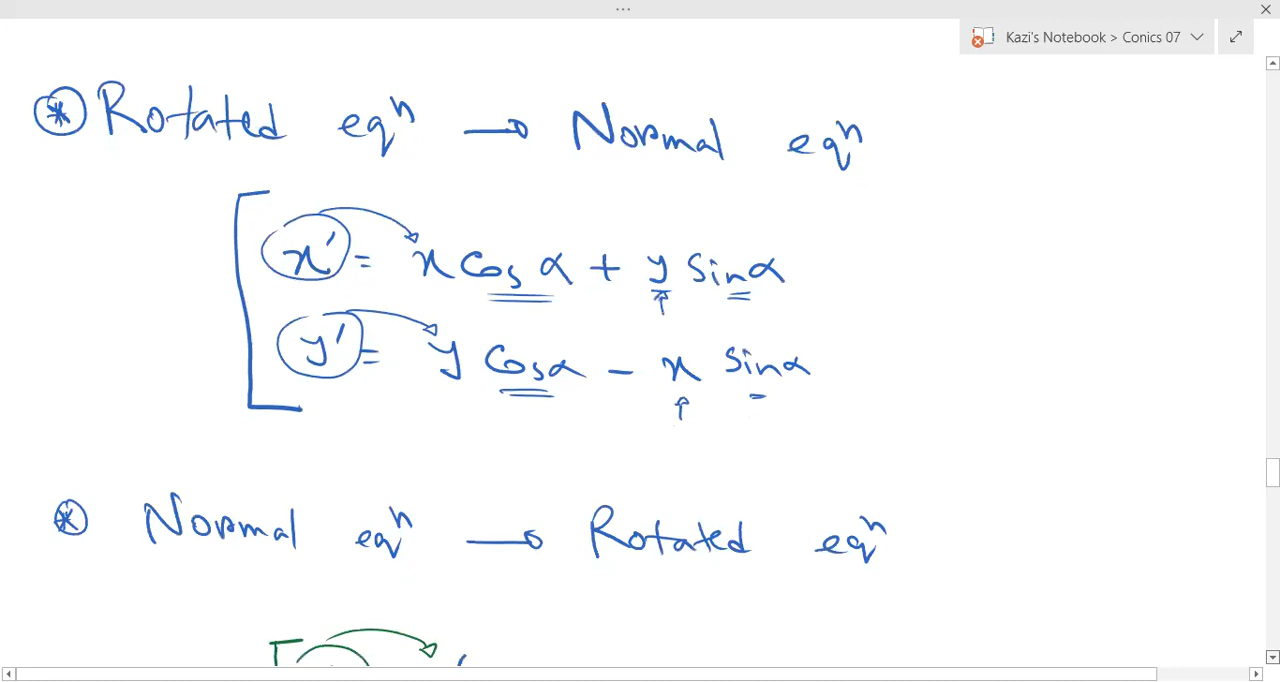 Kazi's Notebook > Conics 07
* Rotated eqⁿ → Normal eqⁿ
x' = x Cos α + y Sin α
y' = y Cos α - x Sin α
* Normal eqⁿ → Rotated eqⁿ